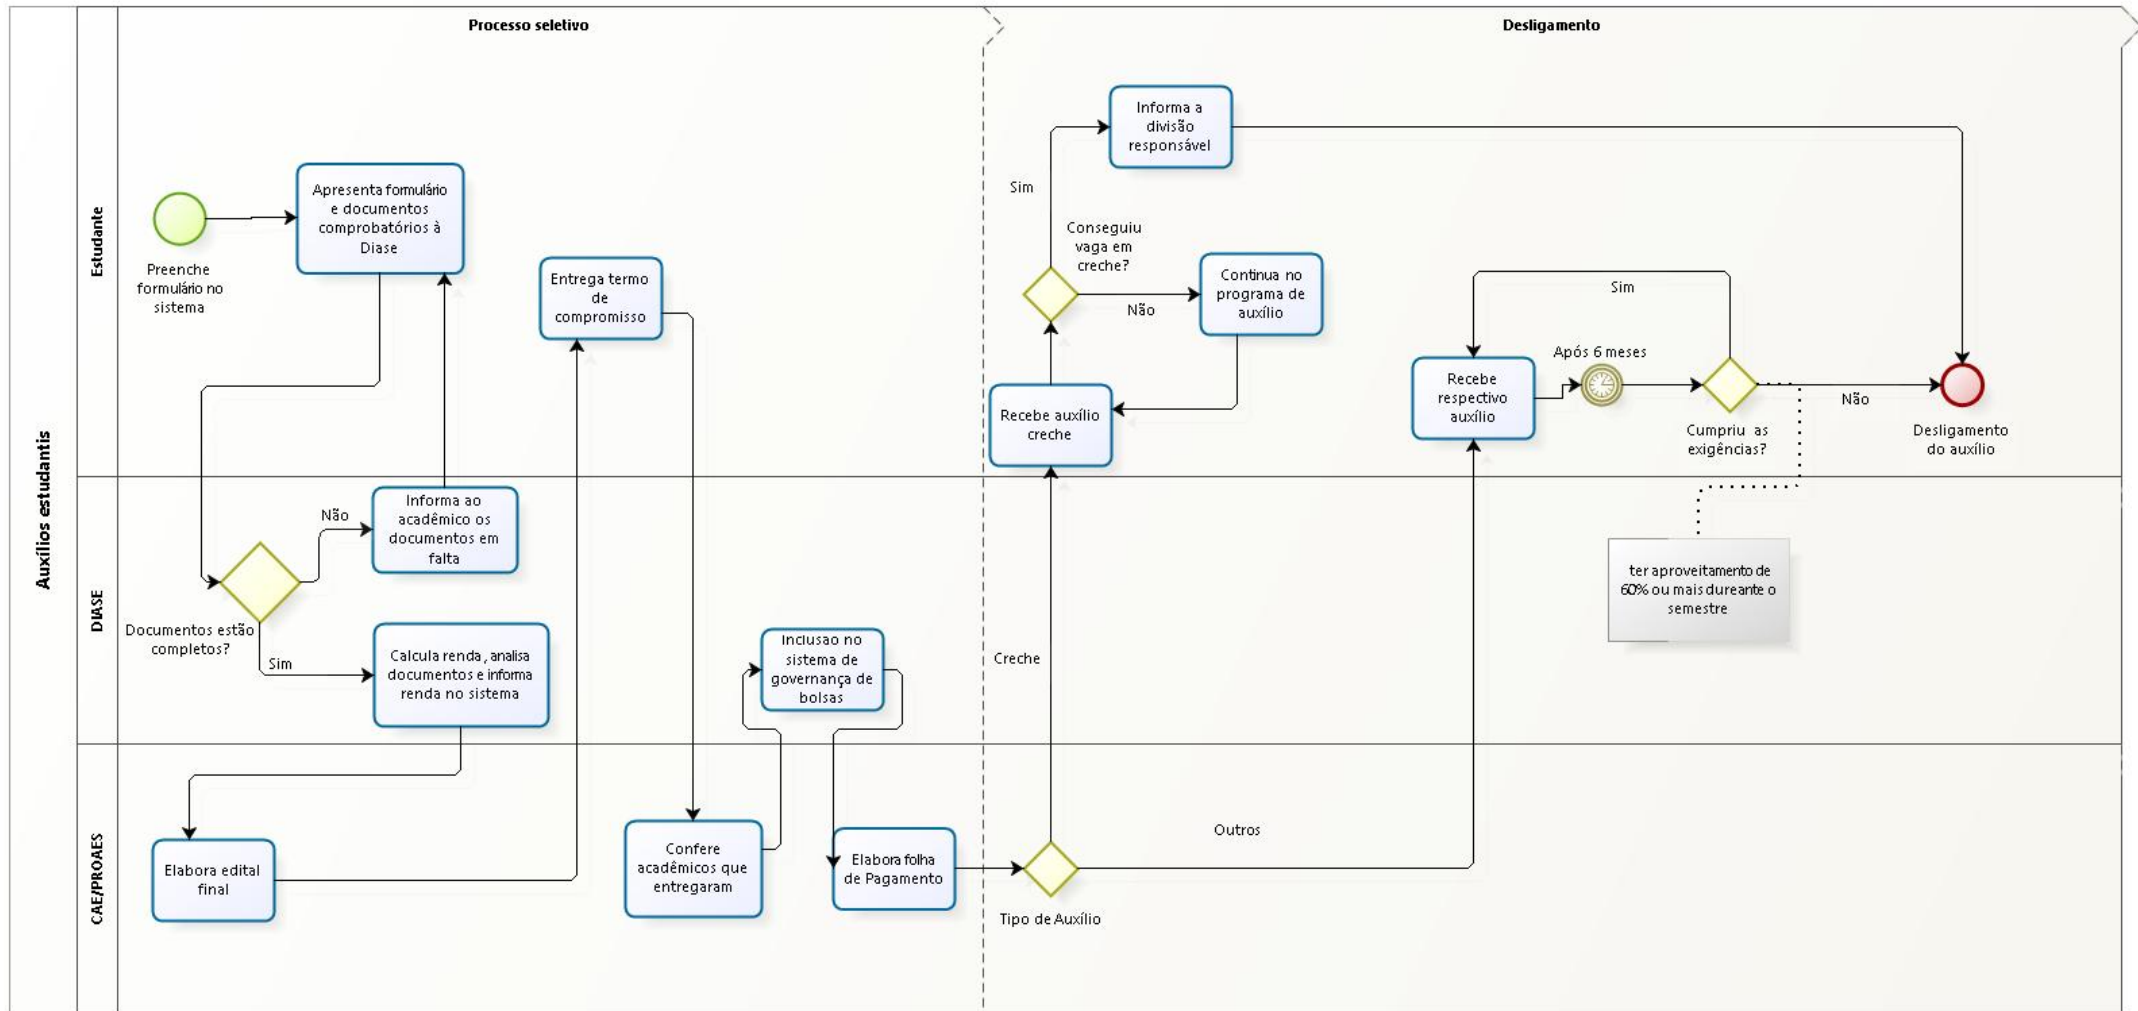 Processo seletivo
Desligamento
Auxílios estudantis
Estudante
DIASE
CAE/PROAES
Preenche
formulário no
sistema
Apresenta formulário
e documentos
comprobatórios à
Diase
Entrega termo
de
compromisso
Informa a
divisão
responsável
Sim
Conseguiu
vaga em
creche?
Não
Continua no
programa de
auxílio
Recebe auxílio
creche
Sim
Após 6 meses
Recebe
respectivo
auxílio
Cumpriu as
exigências?
Não
Desligamento
do auxílio
Documentos estão
completos?
Não
Informa ao
acadêmico os
documentos em
falta
Sim
Calcula renda, analisa
documentos e informa
renda no sistema
Inclusão no
sistema de
governança de
bolsas
Creche
ter aproveitamento de
60% ou mais dureante o
semestre
Elabora edital
final
Confere
acadêmicos que
entregaram
Elabora folha
de Pagamento
Tipo de Auxílio
Outros